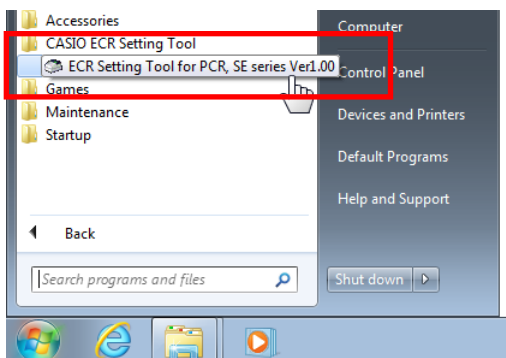 Accessories
CASIO ECR Setting Tool
ECR Setting Tool for PCR, SE series Ver1.00
Games
Maintenance
Startup
Back
Search programs and files
Computer
Control Panel
Devices and Printers
Default Programs
Help and Support
Shut down